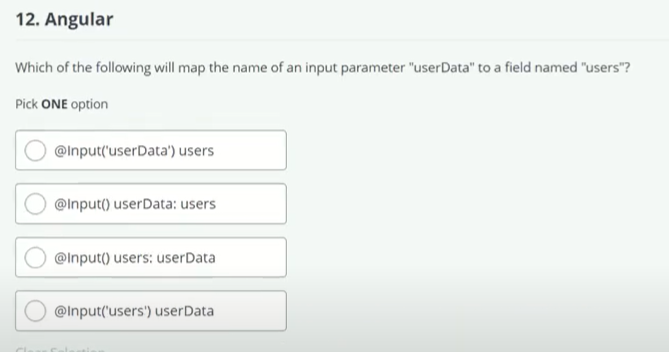 12. Angular
Which of the following will map the name of an input parameter "userData" to a field named "users"?
Pick ONE option
@Input('userData') users
@Input() userData: users
@Input() users: userData
@Input('users') userData